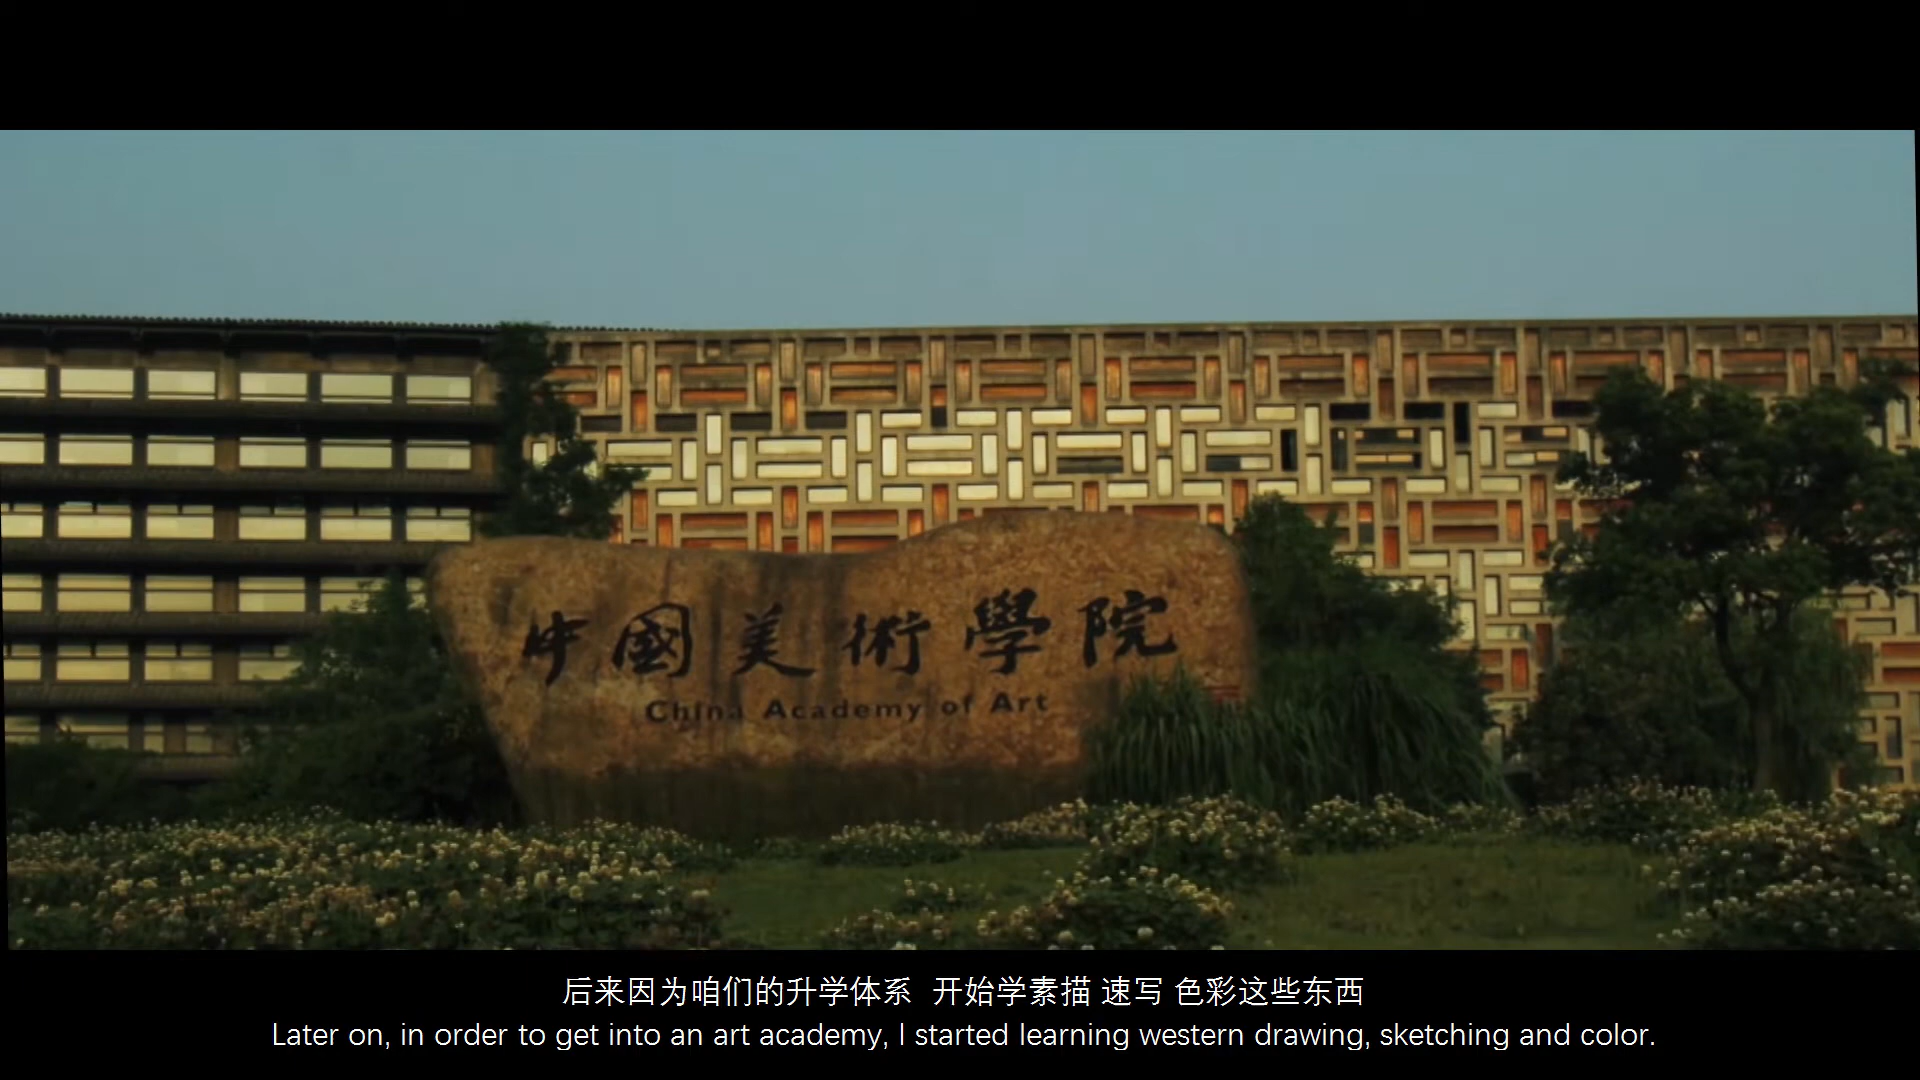 中國美術學院
China Academy of Art
后来因为咱们的升学体系 开始学素描 速写 色彩这些东西
Later on, in order to get into an art academy, I started learning western drawing, sketching and color.